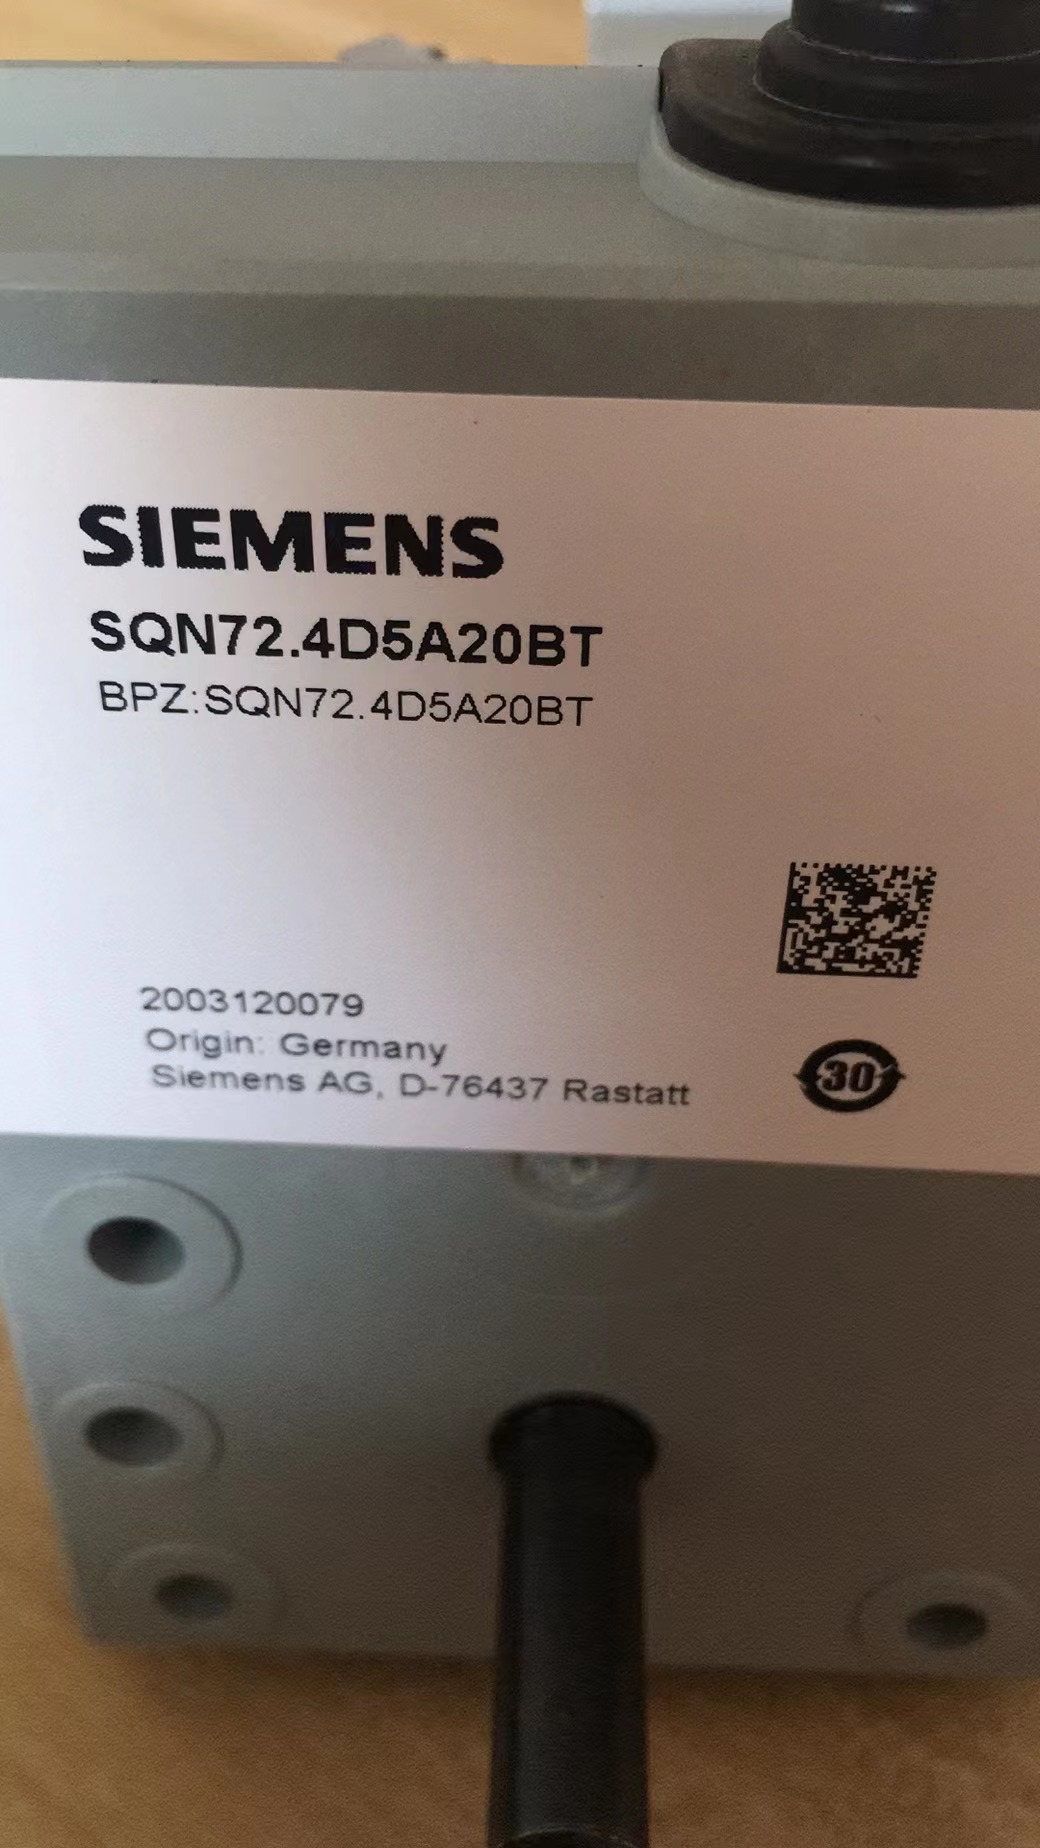 SIEMENS
SQN72.4D5A20BT
BPZ:SQN72.4D5A20BT
2003120079
Origin: Germany
Siemens AG, D-76437 Rastatt
30